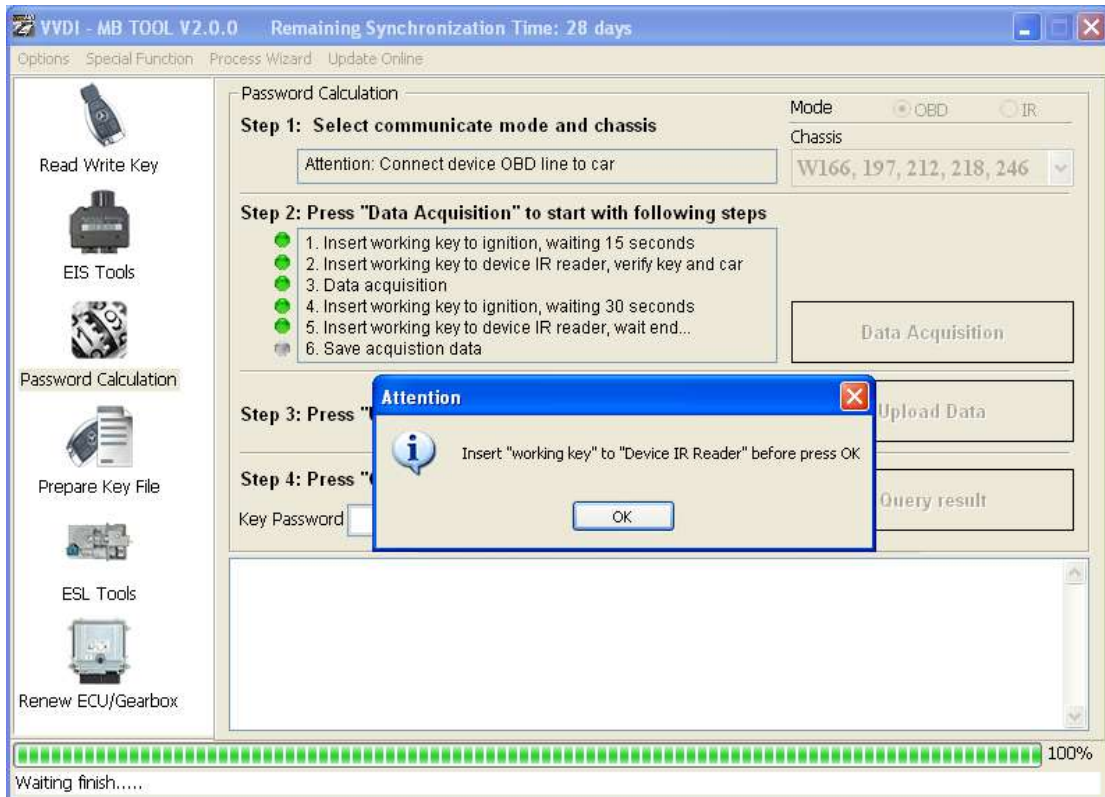 VVDI - MB TOOL V2.0.0 Remaining Synchronization Time: 28 days
Options Special Function Process Wizard Update Online
Read Write Key
EIS Tools
Password Calculation
Prepare Key File
ESL Tools
Renew ECU/Gearbox
Password Calculation
Step 1: Select communicate mode and chassis
Attention: Connect device OBD line to car
Mode OBD IR
Chassis
W166, 197, 212, 218, 246
Step 2: Press "Data Acquisition" to start with following steps
1. Insert working key to ignition, waiting 15 seconds
2. Insert working key to device IR reader, verify key and car
3. Data acquisition
4. Insert working key to ignition, waiting 30 seconds
5. Insert working key to device IR reader, wait end...
6. Save acquistion data
Data Acquisition
Step 3: Press "
Upload Data
Step 4: Press "
Query result
Key Password
Attention
Insert "working key" to "Device IR Reader" before press OK
OK
100%
Waiting finish.....